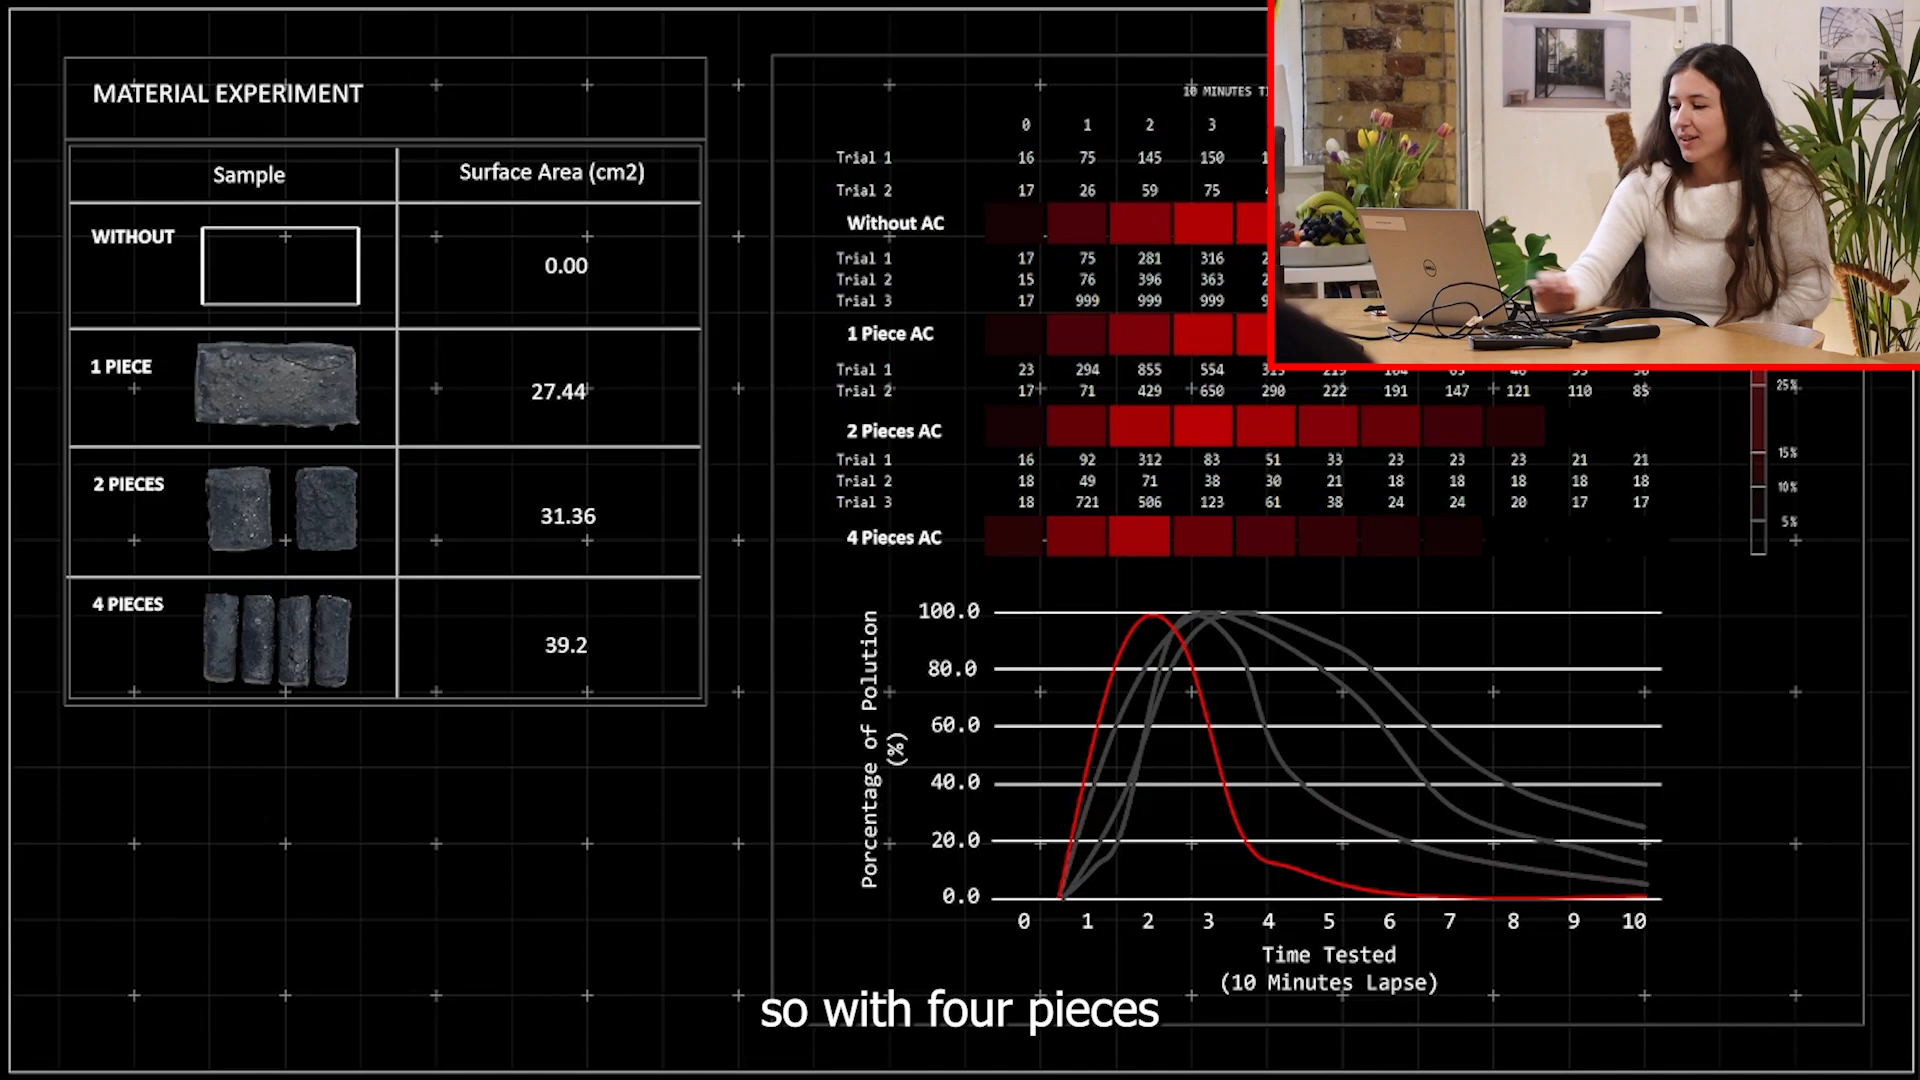 MATERIAL EXPERIMENT
Sample Surface Area (cm2)
WITHOUT 0.00
1 PIECE 27.44
2 PIECES 31.36
4 PIECES 39.2
10 MINUTES
0 1 2 3
Trial 1 16 75 145 150
Trial 2 17 26 59 75
Without AC
Trial 1 17 75 281 316
Trial 2 15 76 396 363
Trial 3 17 999 999 999
1 Piece AC
Trial 1 23 294 855 554
Trial 2 17 71 429 650 290 222 191 147 121 110 85
2 Pieces AC
Trial 1 16 92 312 83 51 33 23 23 23 21 21
Trial 2 18 49 71 38 30 21 18 18 18 18 18
Trial 3 18 721 506 123 61 38 24 24 20 17 17
4 Pieces AC
25%
15%
10%
5%
Porcentage of Polution
(%)
100.0
80.0
60.0
40.0
20.0
0.0
0 1 2 3 4 5 6 7 8 9 10
Time Tested
(10 Minutes Lapse)
so with four pieces
DELL